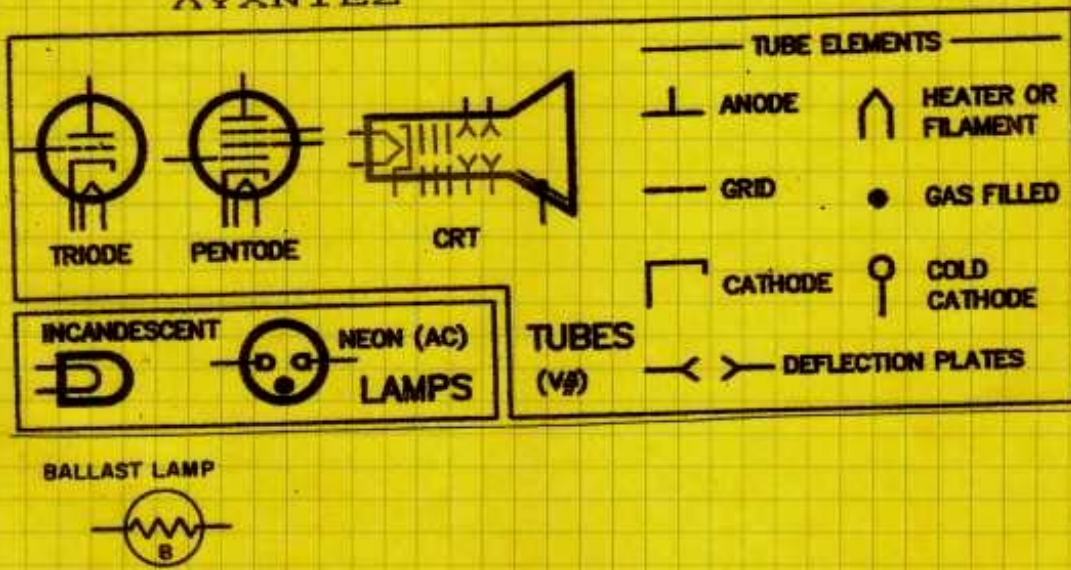 TUBE ELEMENTS
ANODE
HEATER OR
FILAMENT
GRID
GAS FILLED
TRIODE
PENTODE
CRT
CATHODE
COLD
CATHODE
INCANDESCENT
NEON (AC)
LAMPS
TUBES
(V#)
DEFLECTION PLATES
BALLAST LAMP
B